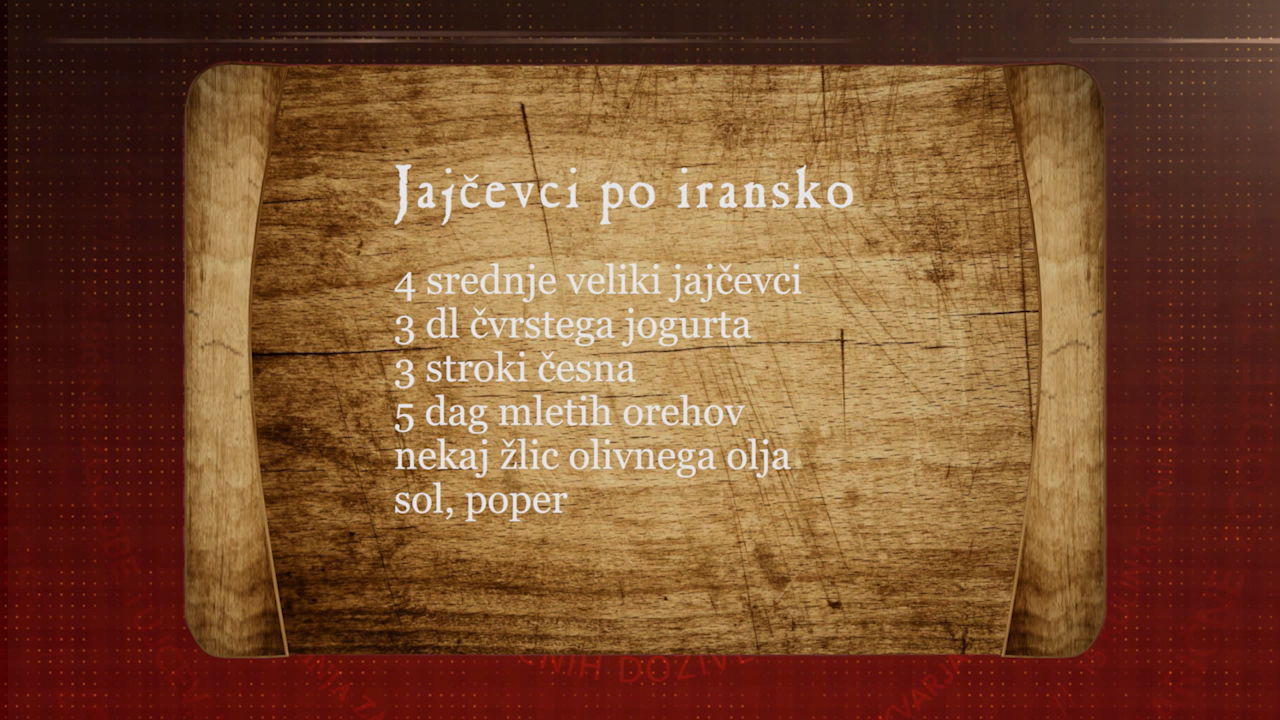 Jajčevci po iransko
4 srednje veliki jajčevci
3 dl čvrstega jogurta
3 stroki česna
5 dag mletih orehov
nekaj žlic olivnega olja
sol, poper